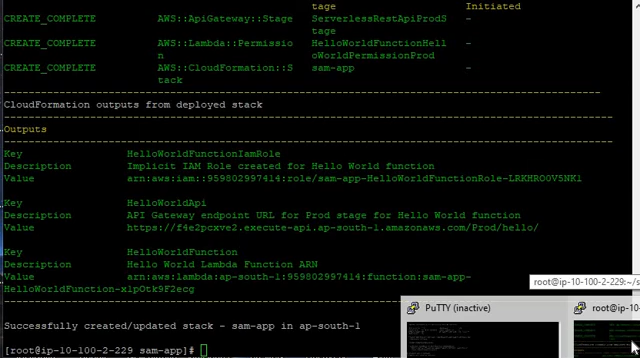 tage Initiated
CREATE_COMPLETE AWS::ApiGateway::Stage ServerlessRestApiProdS -
tage
CREATE_COMPLETE AWS::Lambda::Permissio HelloWorldFunctionHell -
n oWorldPermissionProd
CREATE_COMPLETE AWS::CloudFormation::S sam-app -
tack
CloudFormation outputs from deployed stack
Outputs
Key HelloWorldFunctionIamRole
Description Implicit IAM Role created for Hello World function
Value arn:aws:iam::959802997414:role/sam-app-HelloWorldFunctionRole-LRKHRO0V5NK1
Key HelloWorldApi
Description API Gateway endpoint URL for Prod stage for Hello World function
Value https://f4e2pcxve2.execute-api.ap-south-1.amazonaws.com/Prod/hello/
Key HelloWorldFunction
Description Hello World Lambda Function ARN
Value arn:aws:lambda:ap-south-1:959802997414:function:sam-app-
HelloWorldFunction-xlpOtk9F2ecg
root@ip-10-100-2-229:~/s
PuTTY (inactive)
root@ip-10-
Successfully created/updated stack - sam-app in ap-south-1
[root@ip-10-100-2-229 sam-app]#